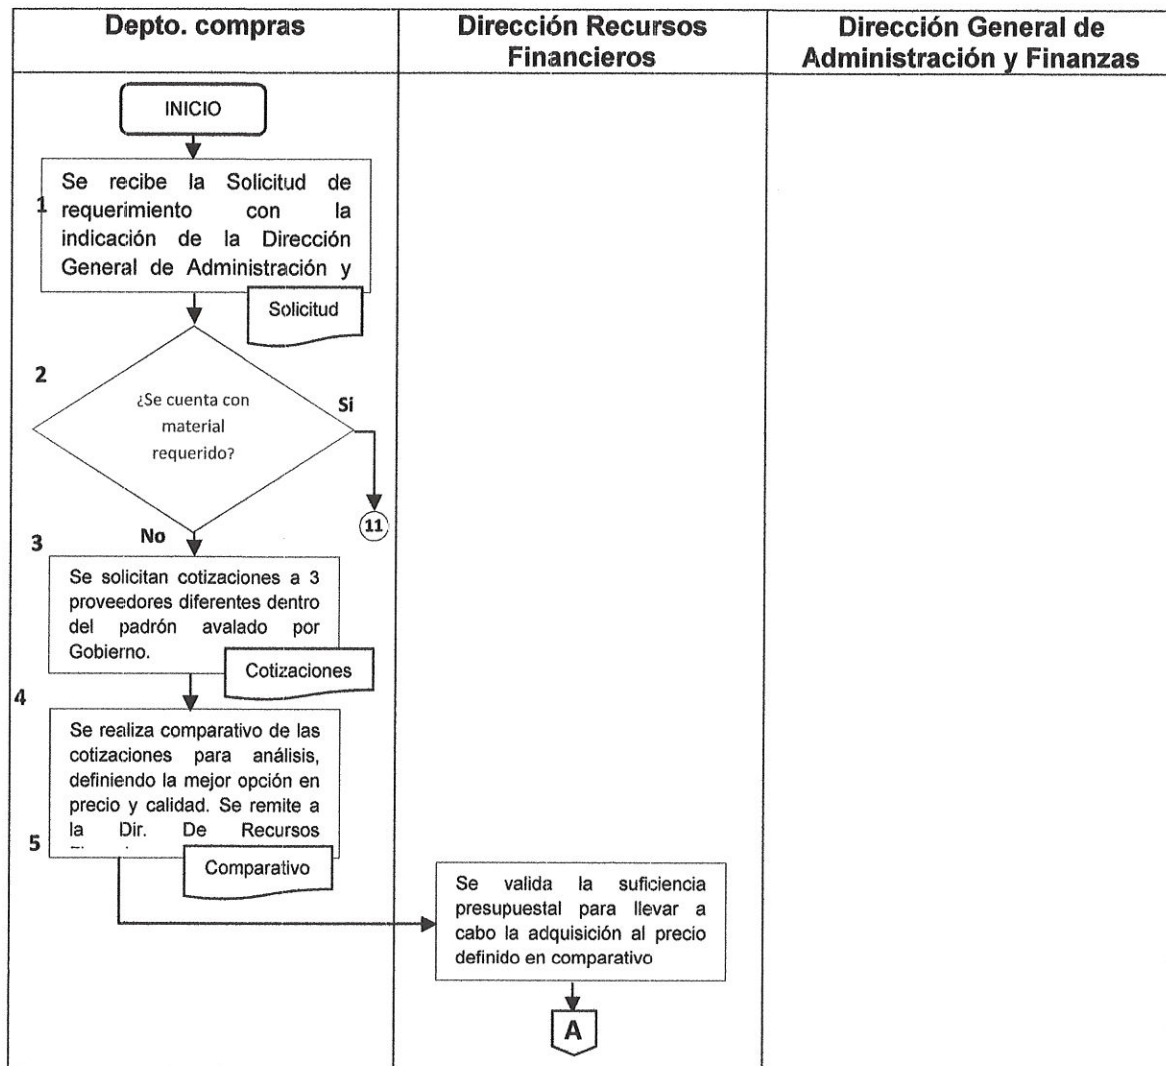 Depto. compras
Dirección Recursos
Financieros
Dirección General de
Administración y Finanzas
INICIO
1
Se recibe la Solicitud de
requerimiento con la
indicación de la Dirección
General de Administración y
Solicitud
2
¿Se cuenta con
material
requerido?
Si
11
No
3
Se solicitan cotizaciones a 3
proveedores diferentes dentro
del padrón avalado por
Gobierno.
Cotizaciones
4
Se realiza comparativo de las
cotizaciones para análisis,
definiendo la mejor opción en
precio y calidad. Se remite a
la Dir. De Recursos
5
Comparativo
Se valida la suficiencia
presupuestal para llevar a
cabo la adquisición al precio
definido en comparativo
A